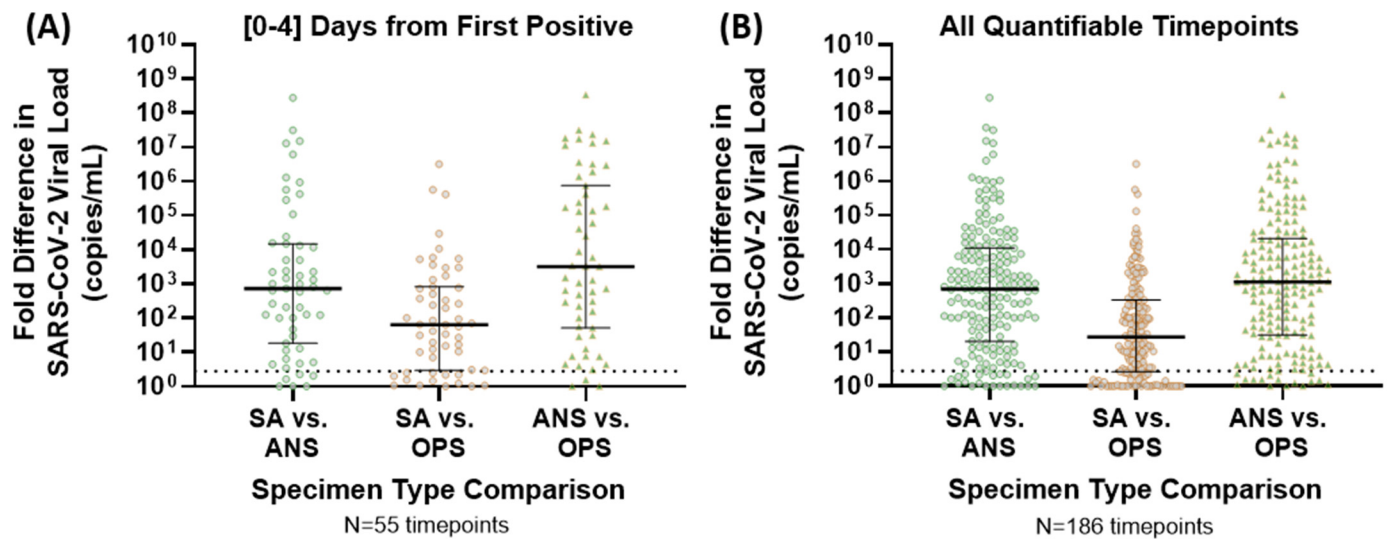 (A)
[0-4] Days from First Positive
Fold Difference in
SARS-CoV-2 Viral Load
(copies/mL)
10^10
10^9
10^8
10^7
10^6
10^5
10^4
10^3
10^2
10^1
10^0
SA vs. SA vs. ANS vs.
ANS OPS OPS
Specimen Type Comparison
N=55 timepoints
(B)
All Quantifiable Timepoints
Fold Difference in
SARS-CoV-2 Viral Load
(copies/mL)
10^10
10^9
10^8
10^7
10^6
10^5
10^4
10^3
10^2
10^1
10^0
SA vs. SA vs. ANS vs.
ANS OPS OPS
Specimen Type Comparison
N=186 timepoints